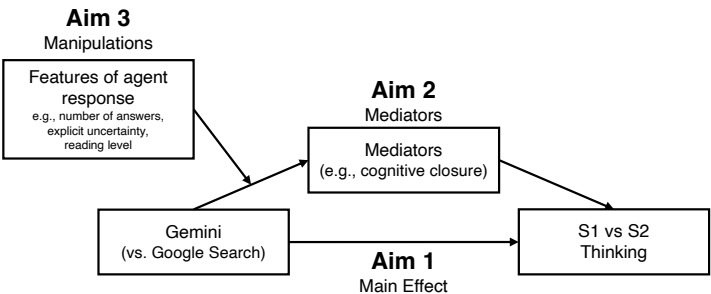 Aim 3
Manipulations
Features of agent
response
e.g., number of answers,
explicit uncertainty,
reading level
Aim 2
Mediators
Mediators
(e.g., cognitive closure)
Gemini
(vs. Google Search)
S1 vs S2
Thinking
Aim 1
Main Effect